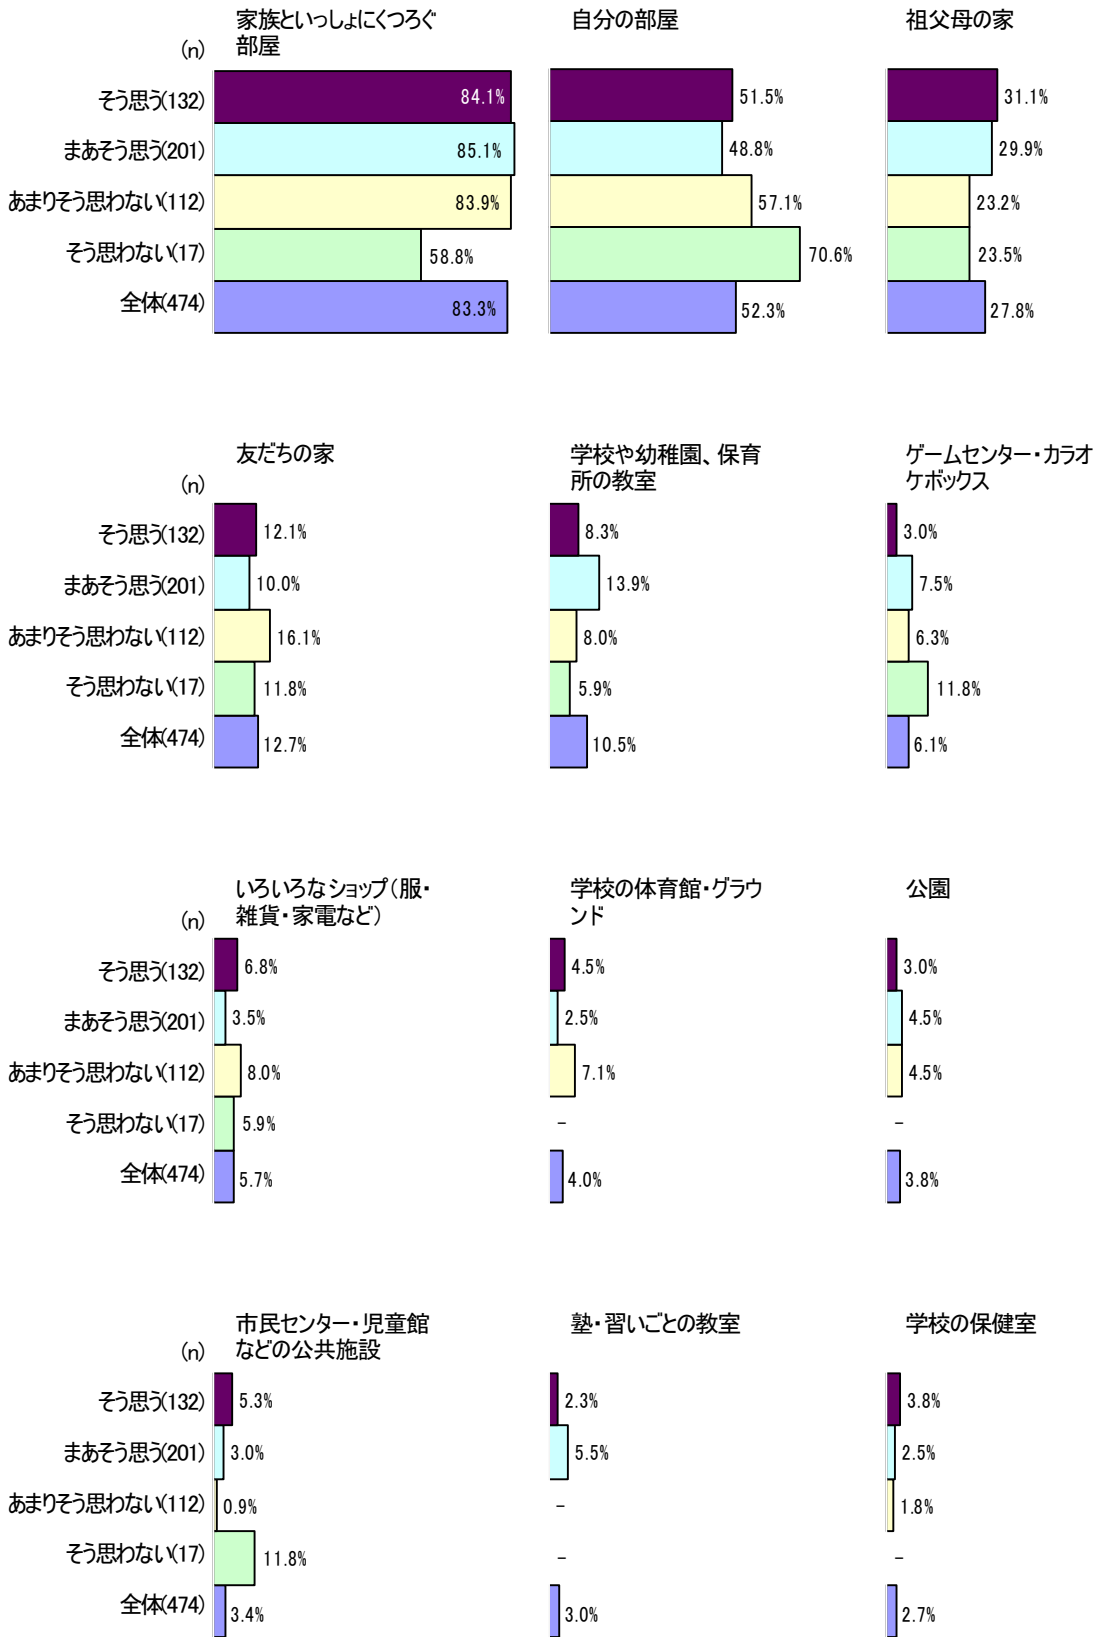 家族といっしょにくつろぐ
部屋
自分の部屋
祖父母の家
(n)
そう思う(132)
84.1%
51.5%
31.1%
まあそう思う(201)
85.1%
48.8%
29.9%
あまりそう思わない(112)
83.9%
57.1%
23.2%
そう思わない(17)
58.8%
70.6%
23.5%
全体(474)
83.3%
52.3%
27.8%
友だちの家
学校や幼稚園、保育
所の教室
ゲームセンター・カラオ
ケボックス
(n)
そう思う(132)
12.1%
8.3%
3.0%
まあそう思う(201)
10.0%
13.9%
7.5%
あまりそう思わない(112)
16.1%
8.0%
6.3%
そう思わない(17)
11.8%
5.9%
11.8%
全体(474)
12.7%
10.5%
6.1%
いろいろなショップ(服・
雑貨・家電など)
学校の体育館・グラウ
ンド
公園
(n)
そう思う(132)
6.8%
4.5%
3.0%
まあそう思う(201)
3.5%
2.5%
4.5%
あまりそう思わない(112)
8.0%
7.1%
4.5%
そう思わない(17)
5.9%
-
-
全体(474)
5.7%
4.0%
3.8%
市民センター・児童館
などの公共施設
塾・習いごとの教室
学校の保健室
(n)
そう思う(132)
5.3%
2.3%
3.8%
まあそう思う(201)
3.0%
5.5%
2.5%
あまりそう思わない(112)
0.9%
-
1.8%
そう思わない(17)
11.8%
-
-
全体(474)
3.4%
3.0%
2.7%